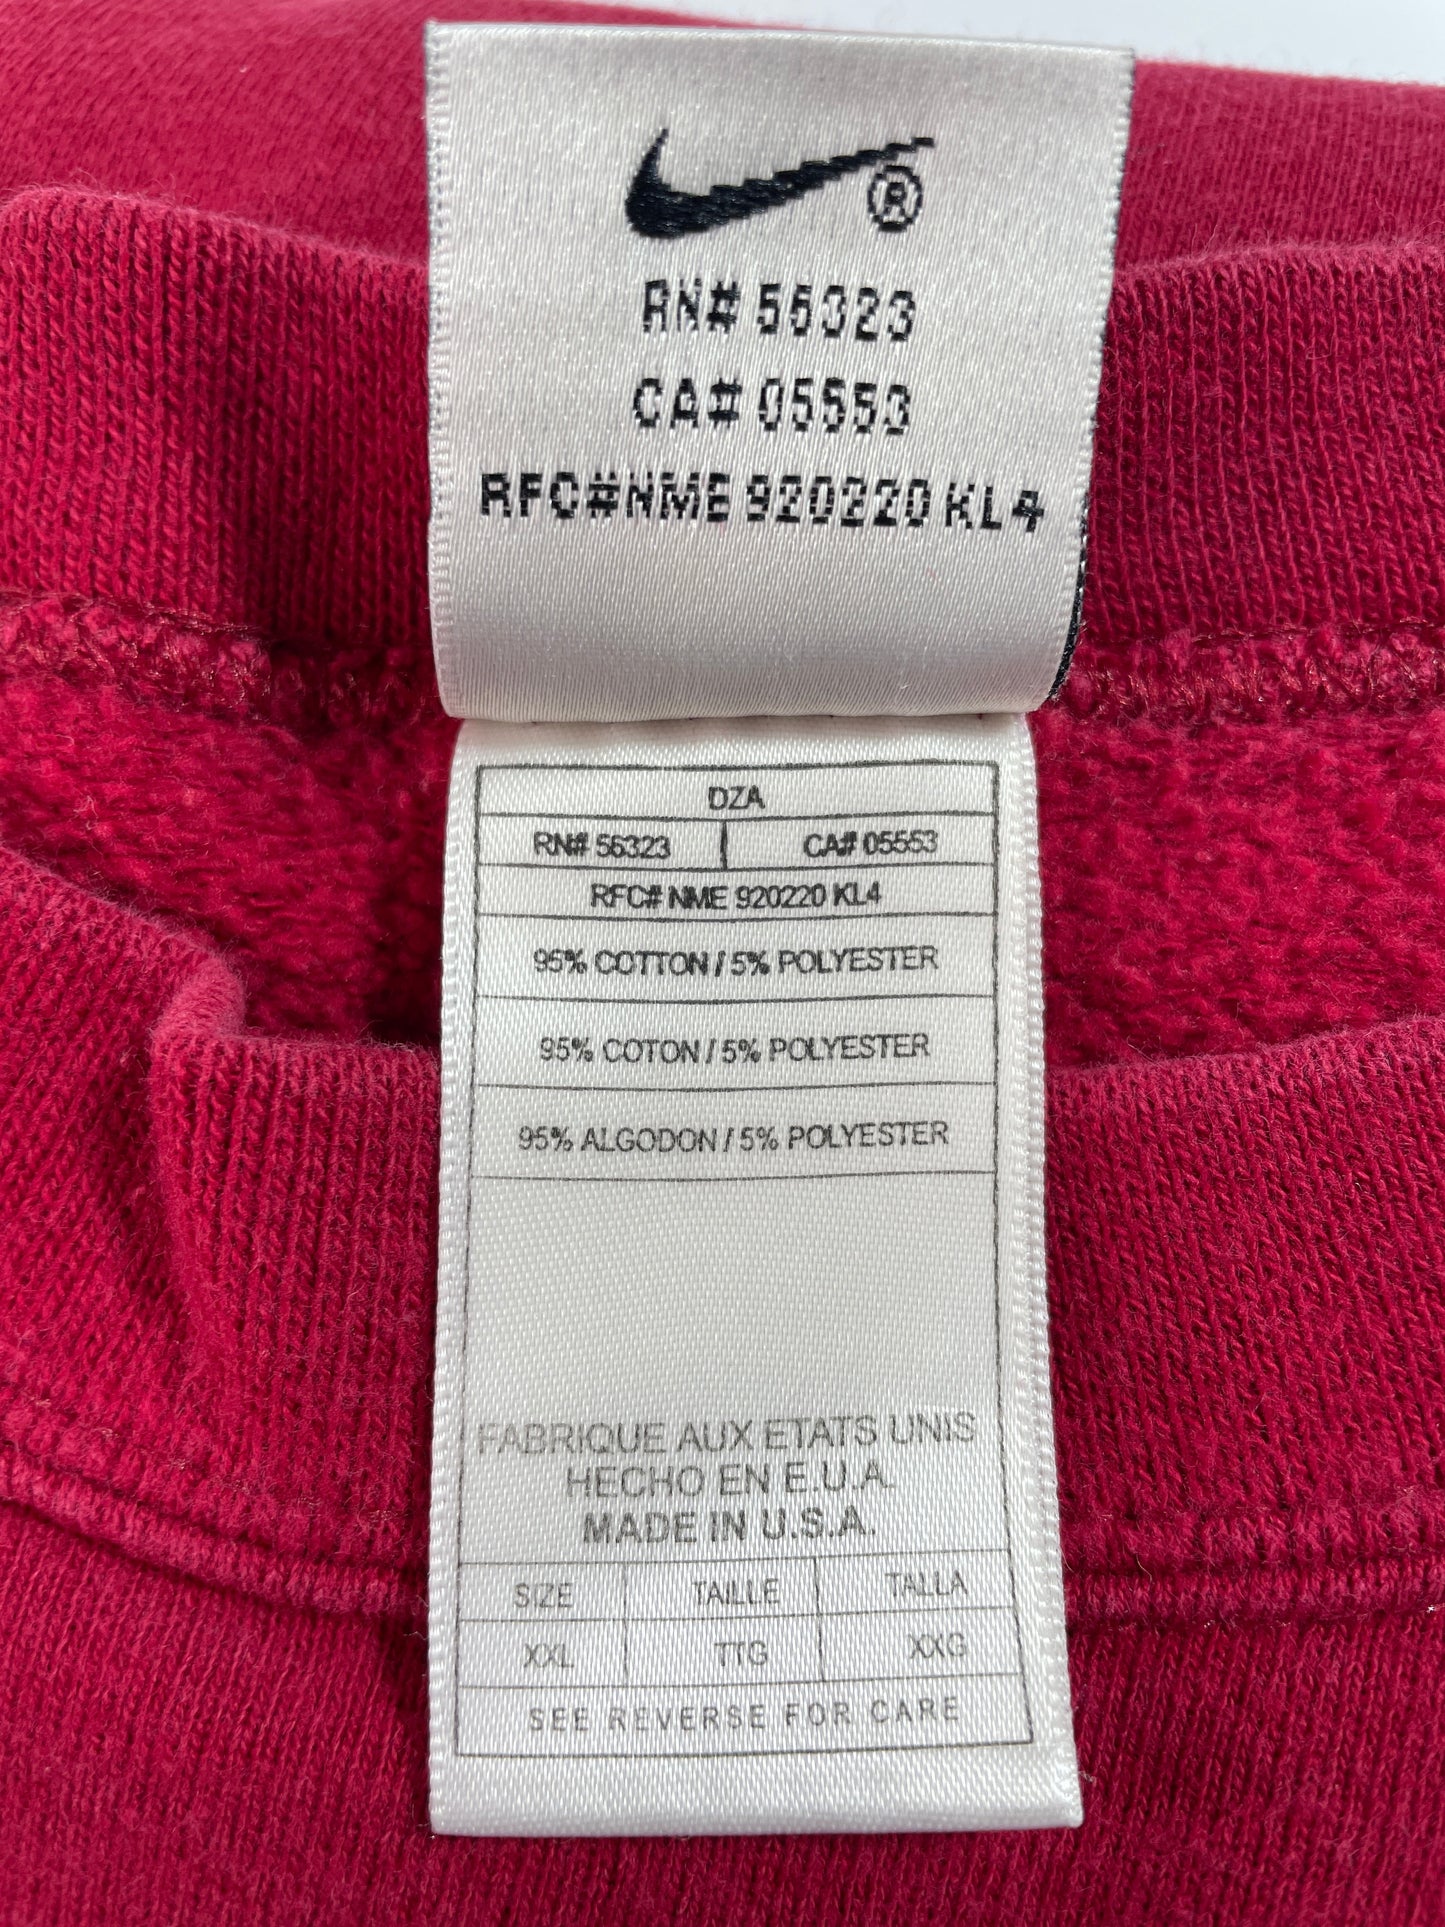 ®
RN# 56323
CA# 05553
RFC#NME 920220 KL4
DZA
RN# 56323 CA# 05553
RFC# NME 920220 KL4
95% COTTON / 5% POLYESTER
95% COTON / 5% POLYESTER
95% ALGODON / 5% POLYESTER
FABRIQUE AUX ETATS UNIS
HECHO EN E.U.A.
MADE IN U.S.A.
SIZE TAILLE TALLA
XXL TTG XXG
SEE REVERSE FOR CARE